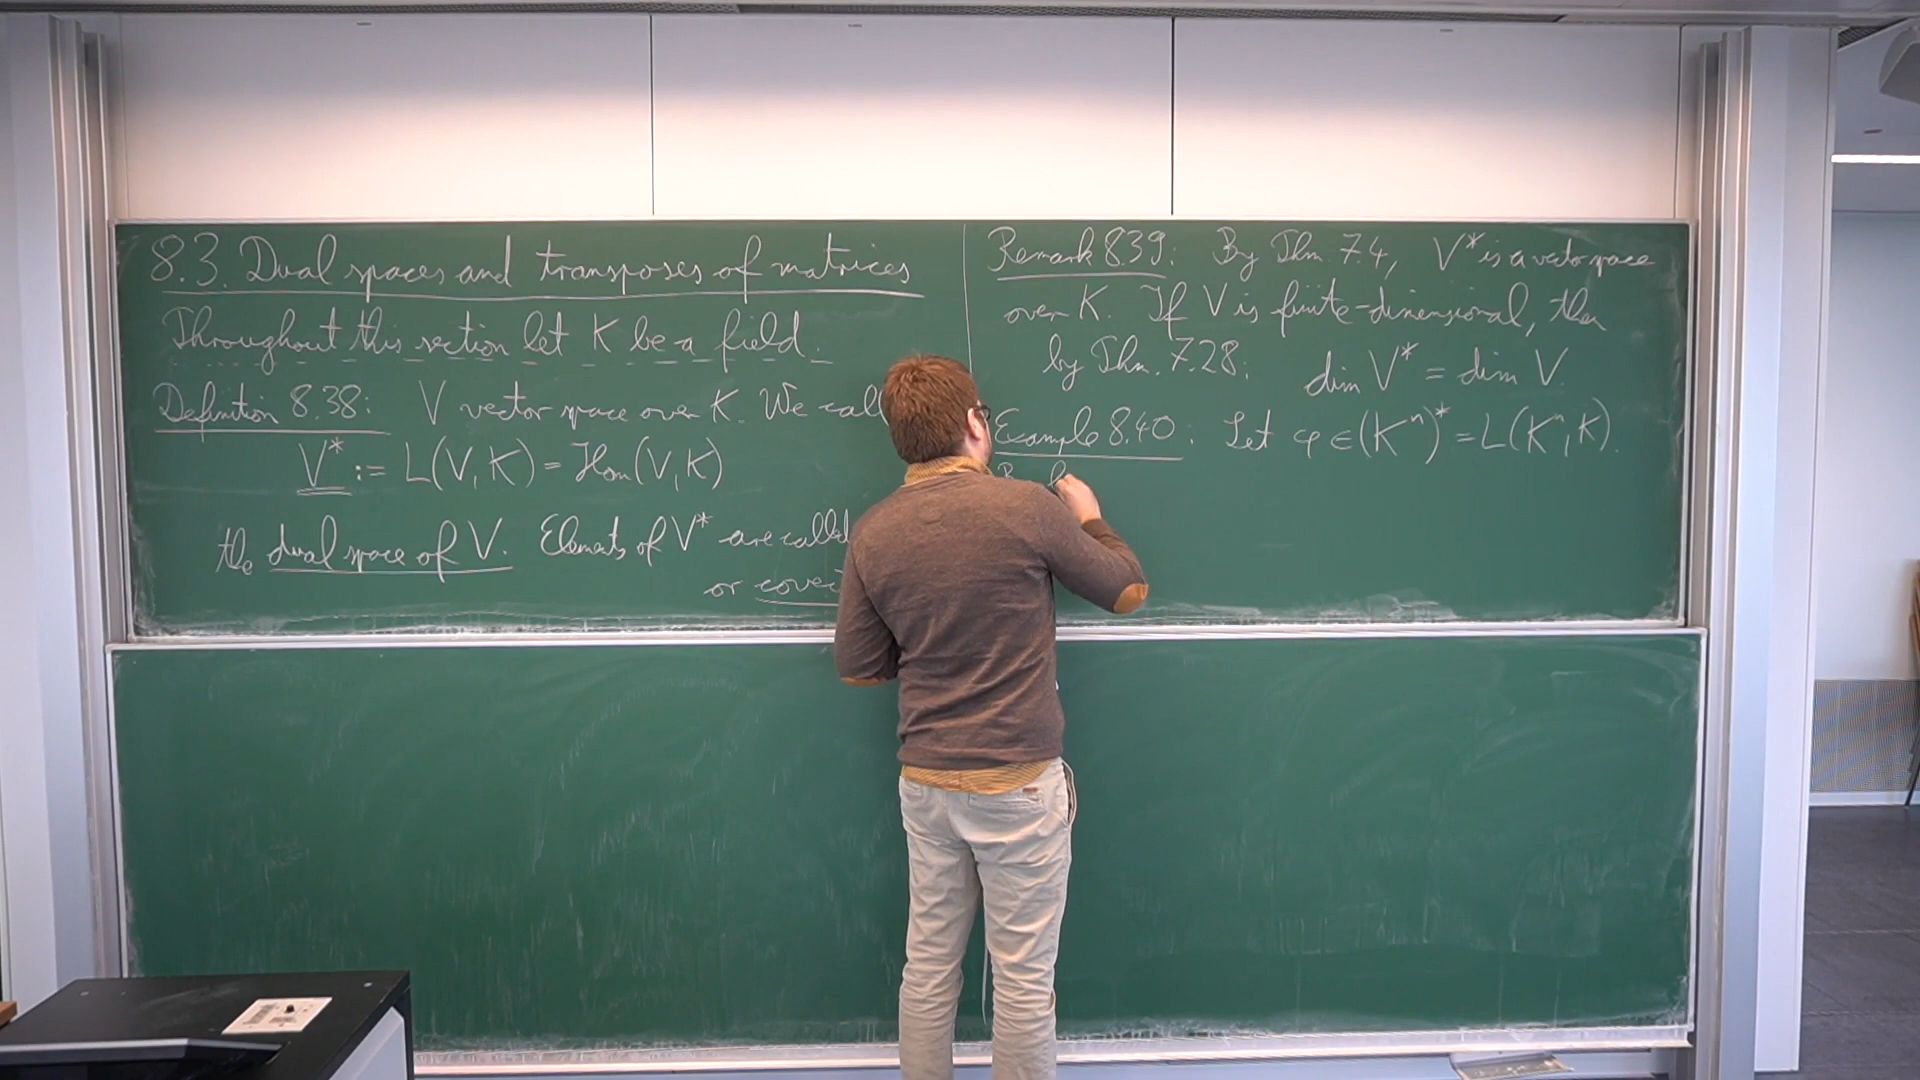 8.3. Dual spaces and transposes of matrices
Throughout this section let K be a field.
Definition 8.38: V vector space over K. We call
V* := L(V, K) = Hom(V, K)
the dual space of V. Elements of V* are called
or
Remark 8.39: By Thm. 7.4, V* is a vector space
over K. If V is finite-dimensional, then
by Thm. 7.28: dim V* = dim V.
Example 8.40: Let φ ∈ (Kⁿ)* = L(Kⁿ, K).